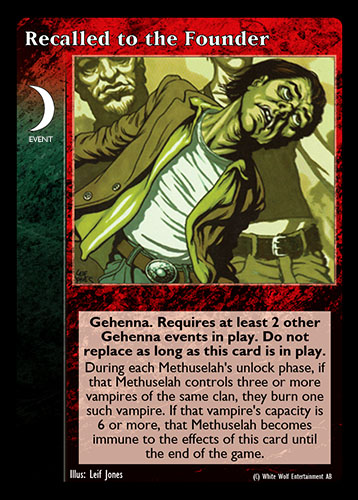 Recalled to the Founder
EVENT
Gehenna. Requires at least 2 other
Gehenna events in play. Do not
replace as long as this card is in play.
During each Methuselah's unlock phase, if
that Methuselah controls three or more
vampires of the same clan, they burn one
such vampire. If that vampire's capacity is
6 or more, that Methuselah becomes
immune to the effects of this card until
the end of the game.
Illus: Leif Jones
(C) White Wolf Entertainment AB